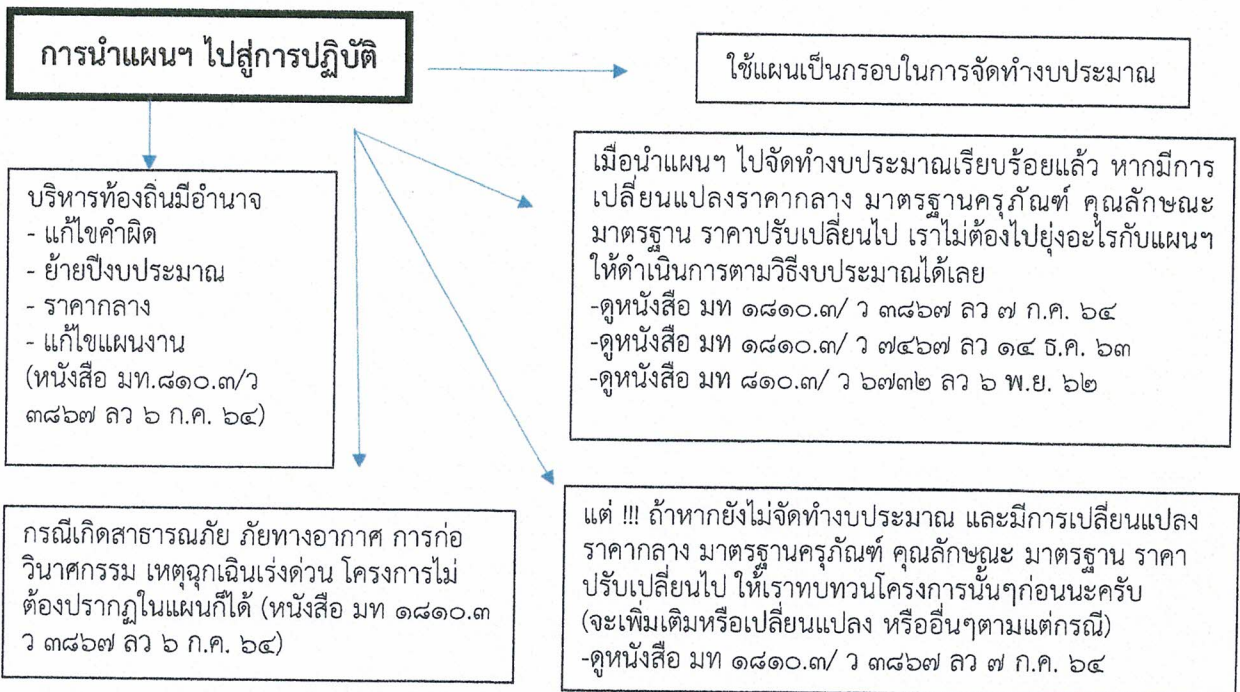 การนำแผนฯ ไปสู่การปฏิบัติ
ใช้แผนเป็นกรอบในการจัดทำงบประมาณ
บริหารท้องถิ่นมีอำนาจ
- แก้ไขคำผิด
- ย้ายปีงบประมาณ
- ราคากลาง
- แก้ไขแผนงาน
(หนังสือ มท.๘๑๐.๓/ว
๓๘๖๗ ลว ๖ ก.ค. ๖๔)
เมื่อนำแผนฯ ไปจัดทำงบประมาณเรียบร้อยแล้ว หากมีการ
เปลี่ยนแปลงราคากลาง มาตรฐานครุภัณฑ์ คุณลักษณะ
มาตรฐาน ราคาปรับเปลี่ยนไป เราไม่ต้องไปยุ่งอะไรกับแผนฯ
ให้ดำเนินการตามวิธีงบประมาณได้เลย
-ดูหนังสือ มท ๑๘๑๐.๓/ ว ๓๘๖๗ ลว ๗ ก.ค. ๖๔
-ดูหนังสือ มท ๑๘๑๐.๓/ ว ๗๔๖๗ ลว ๑๔ ธ.ค. ๖๓
-ดูหนังสือ มท ๘๑๐.๓/ ว ๖๗๓๒ ลว ๖ พ.ย. ๖๒
กรณีเกิดสาธารณภัย ภัยทางอากาศ การก่อ
วินาศกรรม เหตุฉุกเฉินเร่งด่วน โครงการไม่
ต้องปรากฏในแผนก็ได้ (หนังสือ มท ๑๘๑๐.๓
ว ๓๘๖๗ ลว ๖ ก.ค. ๖๔)
แต่ !!! ถ้าหากยังไม่จัดทำงบประมาณ และมีการเปลี่ยนแปลง
ราคากลาง มาตรฐานครุภัณฑ์ คุณลักษณะ มาตรฐาน ราคา
ปรับเปลี่ยนไป ให้เราทบทวนโครงการนั้นๆก่อนนะครับ
(จะเพิ่มเติมหรือเปลี่ยนแปลง หรืออื่นๆตามแต่กรณี)
-ดูหนังสือ มท ๑๘๑๐.๓/ ว ๓๘๖๗ ลว ๗ ก.ค. ๖๔